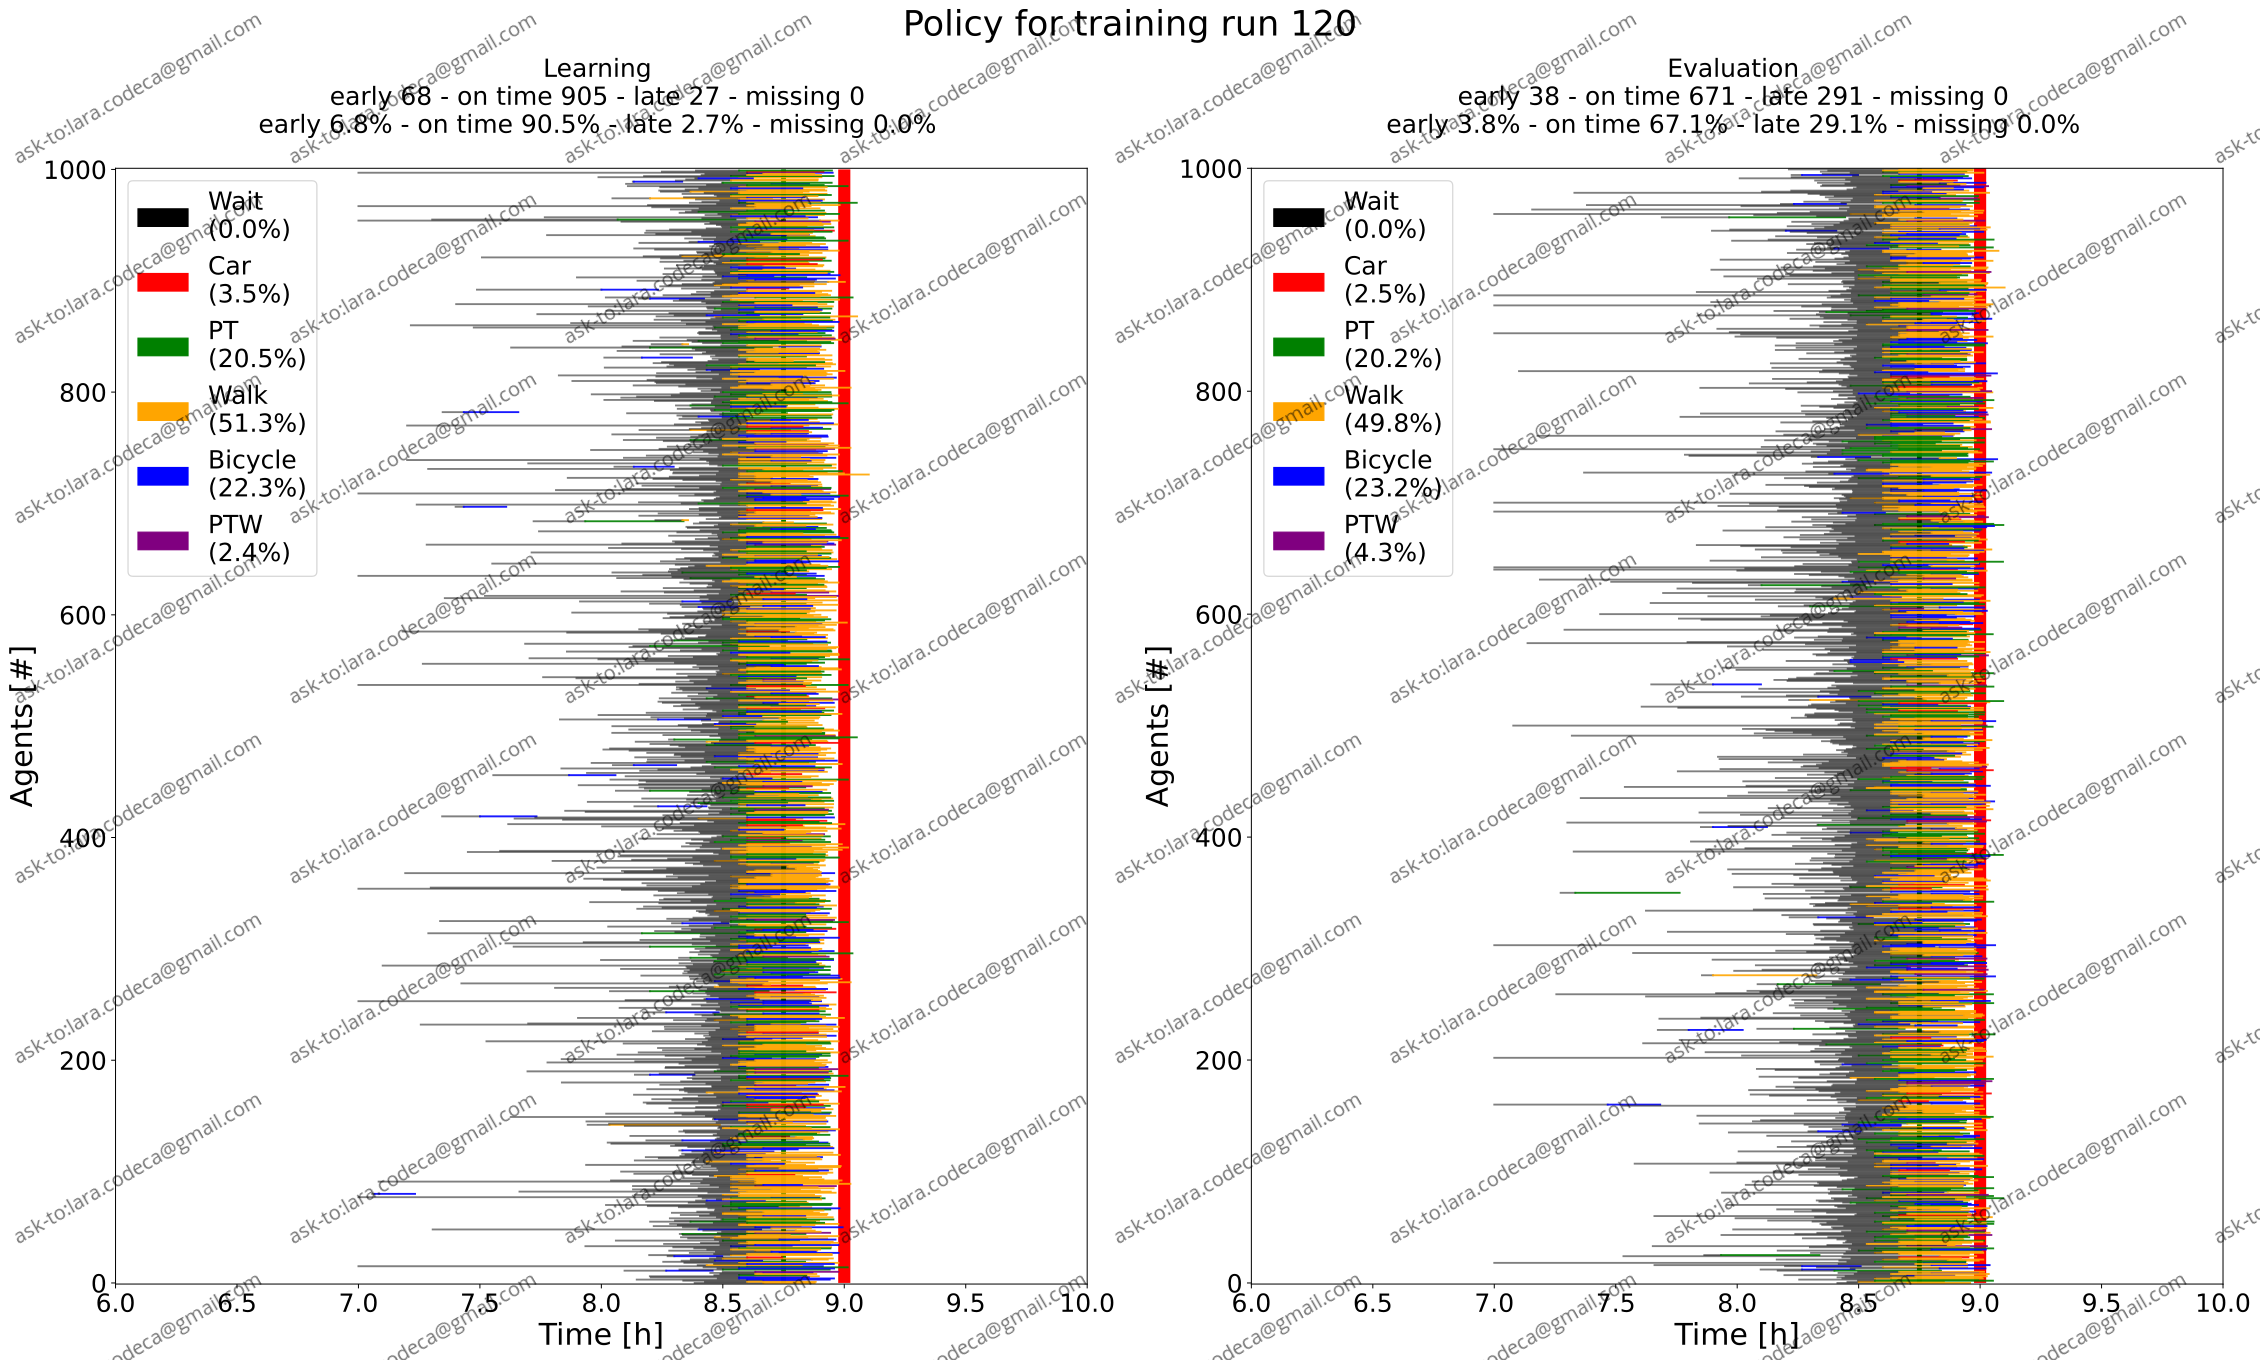 Policy for training run 120
Learning
early 68 - on time 905 - late 27 - missing 0
early 6.8% - on time 90.5% - late 2.7% - missing 0.0%
1000
800
600
400
200
0
Agents [#]
Wait
(0.0%)
Car
(3.5%)
PT
(20.5%)
Walk
(51.3%)
Bicycle
(22.3%)
PTW
(2.4%)
6.0 6.5 7.0 7.5 8.0 8.5 9.0 9.5 10.0
Time [h]
Evaluation
early 38 - on time 671 - late 291 - missing 0
early 3.8% - on time 67.1% - late 29.1% - missing 0.0%
1000
800
600
400
200
0
Agents [#]
Wait
(0.0%)
Car
(2.5%)
PT
(20.2%)
Walk
(49.8%)
Bicycle
(23.2%)
PTW
(4.3%)
6.0 6.5 7.0 7.5 8.0 8.5 9.0 9.5 10.0
Time [h]
ask-to:lara.codeca@gmail.com